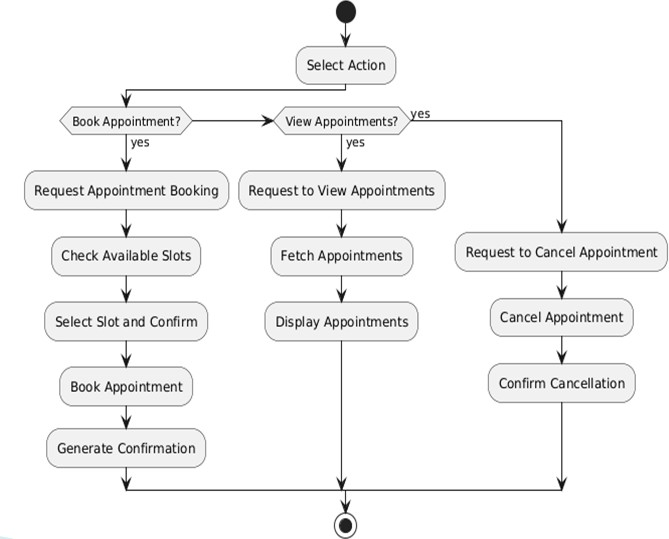 Select Action
Book Appointment?
View Appointments?
yes
yes
yes
Request Appointment Booking
Request to View Appointments
Check Available Slots
Fetch Appointments
Request to Cancel Appointment
Select Slot and Confirm
Display Appointments
Cancel Appointment
Book Appointment
Confirm Cancellation
Generate Confirmation